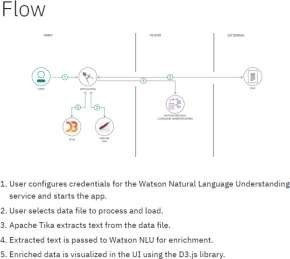 Flow
1. User configures credentials for the Watson Natural Language Understanding
service and starts the app.
2. User selects data file to process and load.
3. Apache Tika extracts text from the data file.
4. Extracted text is passed to Watson NLU for enrichment.
5. Enriched data is visualized in the UI using the D3.js library.